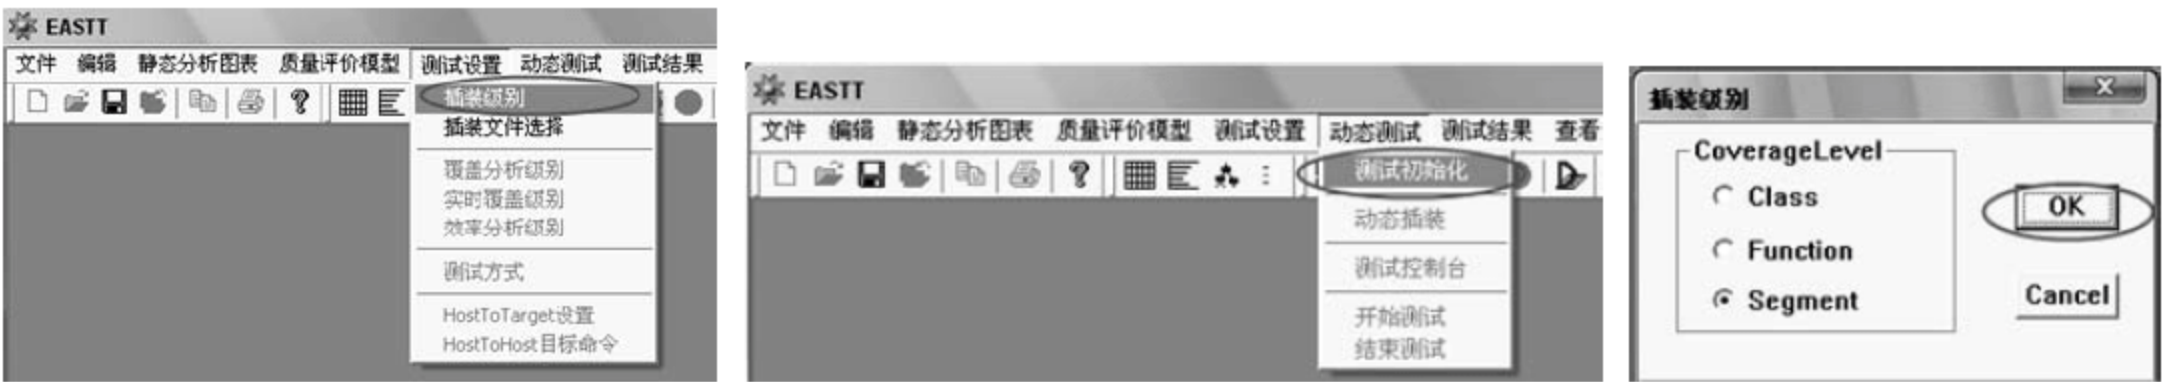 EASTT
文件 编辑 静态分析图表 质量评价模型 测试设置 动态测试 测试结果
插装级别
插装文件选择
覆盖分析级别
实时覆盖级别
效率分析级别
测试方式
HostToTarget设置
HostToHost目标命令
EASTT
文件 编辑 静态分析图表 质量评价模型 测试设置 动态测试 测试结果 查看
测试初始化
动态插装
测试控制台
开始测试
结束测试
插装级别
CoverageLevel
Class
Function
Segment
OK
Cancel